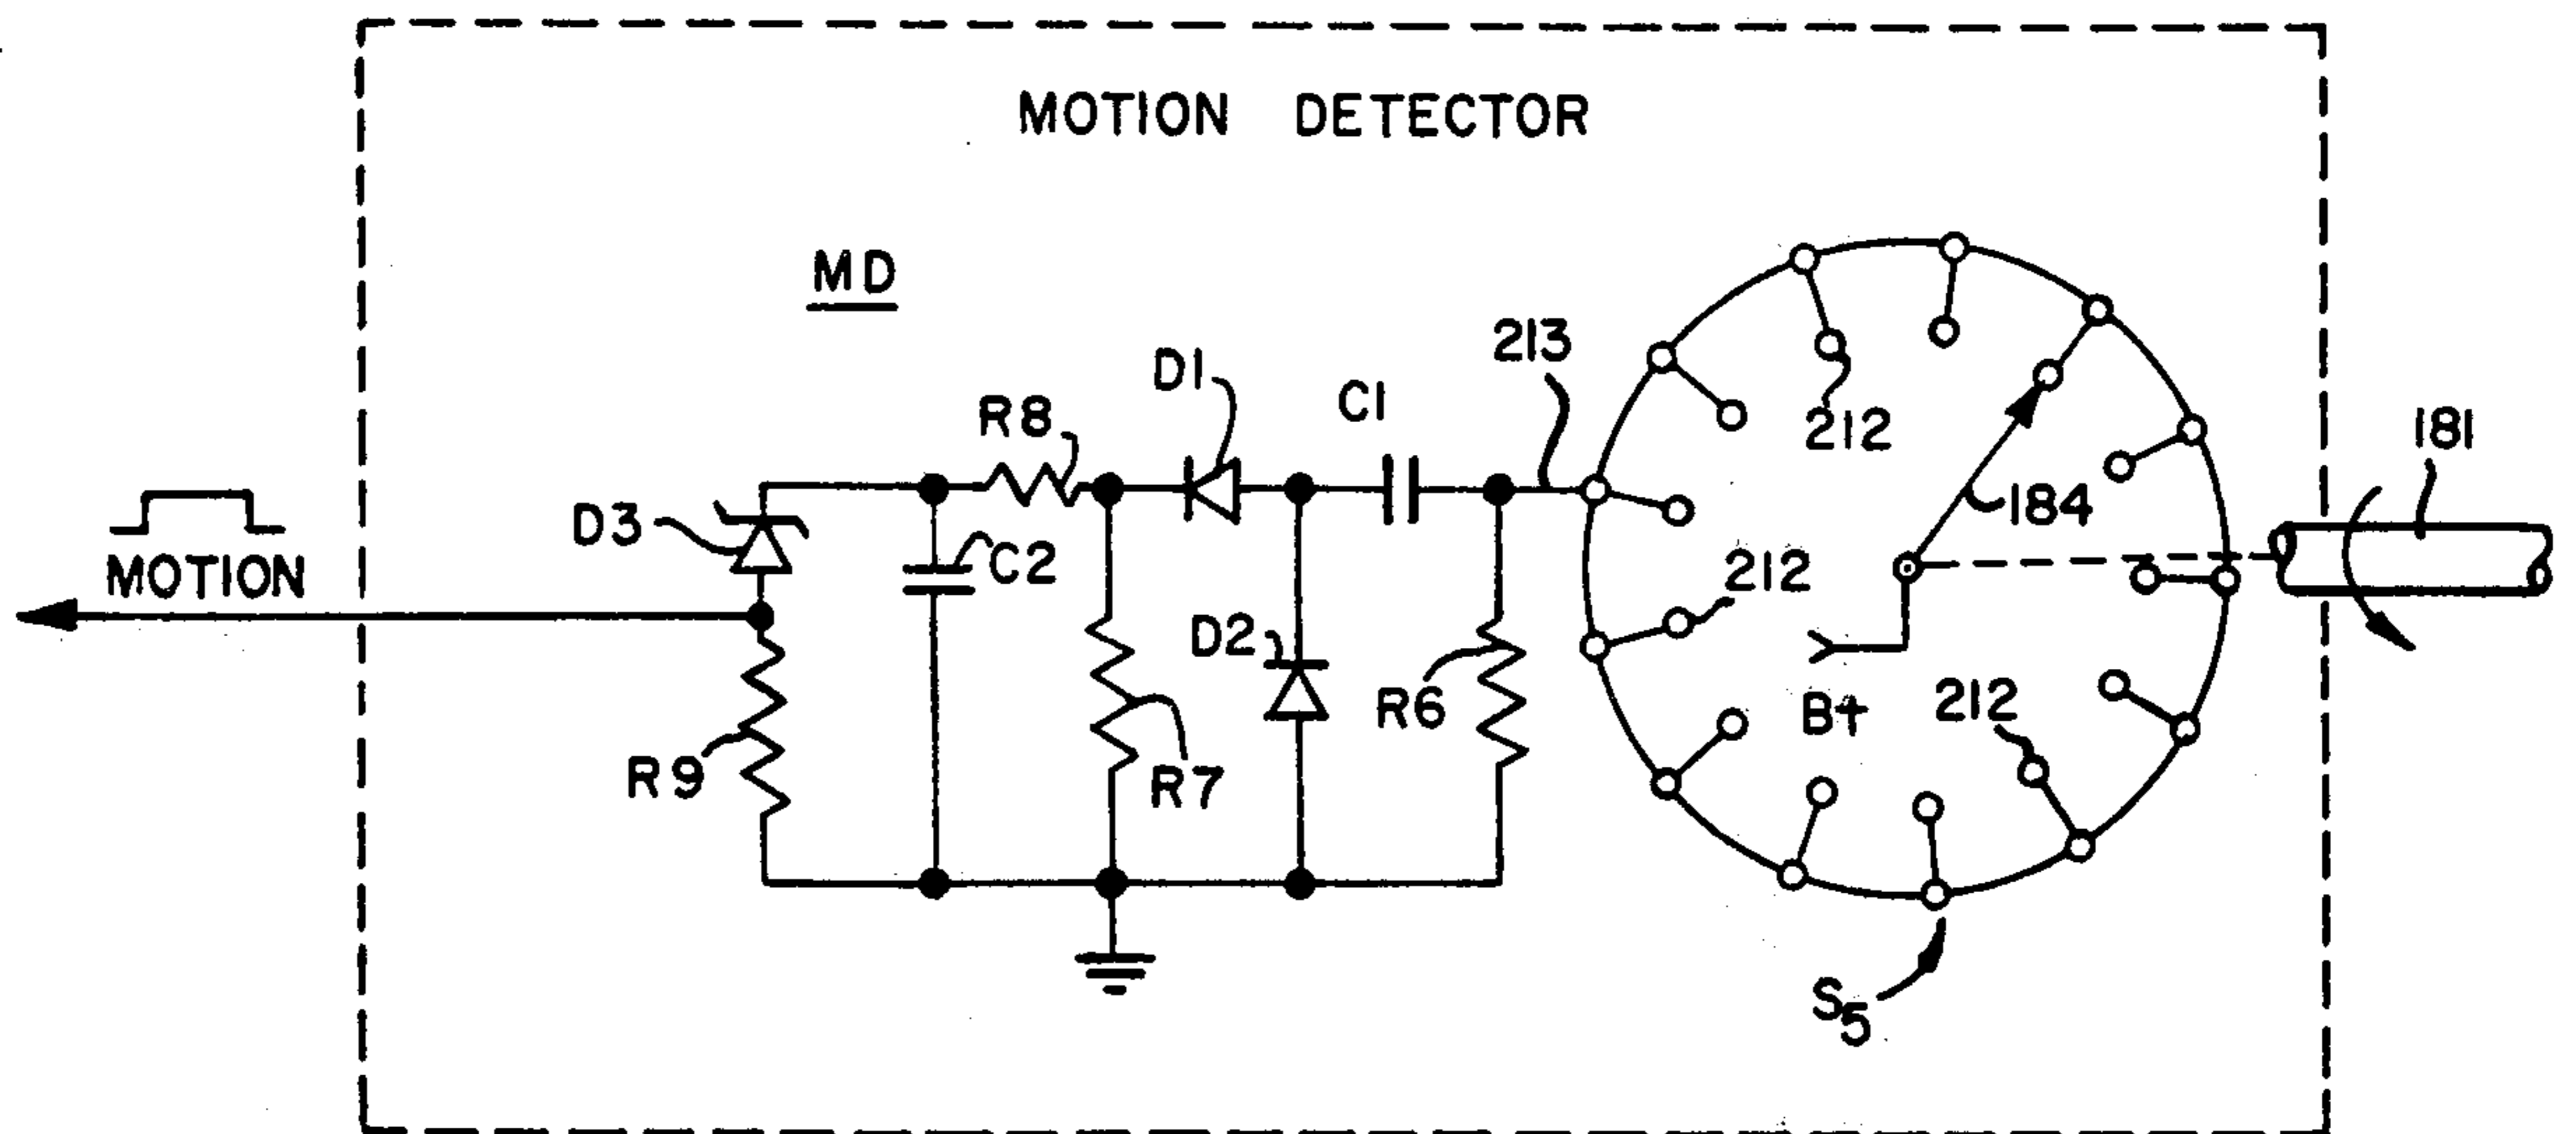 MOTION DETECTOR
MD
213
D1
C1
R8
212
181
184
D3
MOTION
C2
212
D2
R6
B+
212
R9
R7
S5